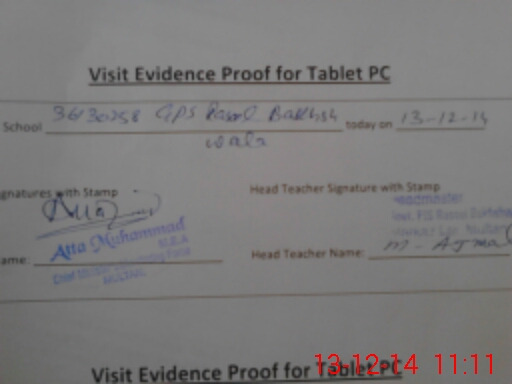 Visit Evidence Proof for Tablet PC
School 36130258 GPS Rasool Bakhsh today on 13-12-14
wala
gnatures with Stamp
Head Teacher Signature with Stamp
Atta Muhammad
M.E.A
MULTAN
ame:
Head Teacher Name: M. Ajmal
Visit Evidence Proof for Tablet PC
13-12-14 11:11